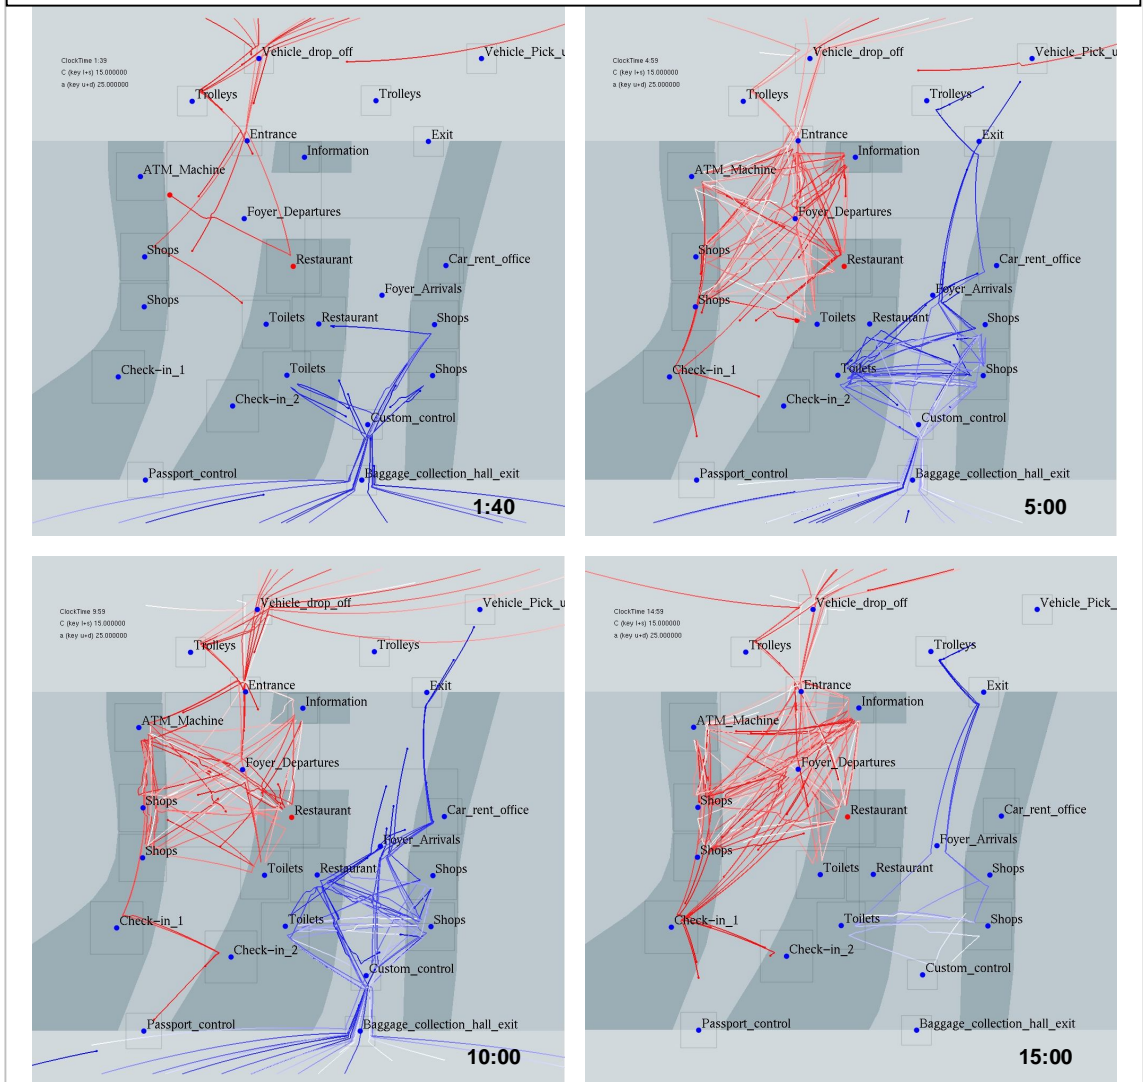 Vehicle_drop_off
Vehicle_Pick_u
ClockTime 1:39
C (key l+s) 15.000000
a (key u+d) 25.000000
Trolleys
Trolleys
Entrance
Exit
Information
ATM_Machine
Foyer_Departures
Shops
Restaurant
Car_rent_office
Foyer_Arrivals
Shops
Toilets
Restaurant
Shops
Check-in_1
Toilets
Shops
Check-in_2
Custom_control
Passport_control
Baggage_collection_hall_exit
1:40
Vehicle_drop_off
Vehicle_Pick_u
ClockTime 4:59
C (key l+s) 15.000000
a (key u+d) 25.000000
Trolleys
Trolleys
Entrance
Exit
Information
ATM_Machine
Foyer_Departures
Shops
Restaurant
Car_rent_office
Foyer_Arrivals
Shops
Toilets
Restaurant
Shops
Check-in_1
Toilets
Shops
Check-in_2
Custom_control
Passport_control
Baggage_collection_hall_exit
5:00
Vehicle_drop_off
Vehicle_Pick_u
ClockTime 9:59
C (key l+s) 15.000000
a (key u+d) 25.000000
Trolleys
Trolleys
Entrance
Exit
Information
ATM_Machine
Foyer_Departures
Shops
Restaurant
Car_rent_office
Foyer_Arrivals
Shops
Toilets
Restaurant
Shops
Check-in_1
Toilets
Shops
Check-in_2
Custom_control
Passport_control
Baggage_collection_hall_exit
10:00
Vehicle_drop_off
Vehicle_Pick_
ClockTime 14:59
C (key l+s) 15.000000
a (key u+d) 25.000000
Trolleys
Trolleys
Entrance
Exit
Information
ATM_Machine
Foyer_Departures
Shops
Restaurant
Car_rent_office
Foyer_Arrivals
Shops
Toilets
Restaurant
Shops
Check-in_1
Toilets
Shops
Check-in_2
Custom_control
Passport_control
Baggage_collection_hall_exit
15:00